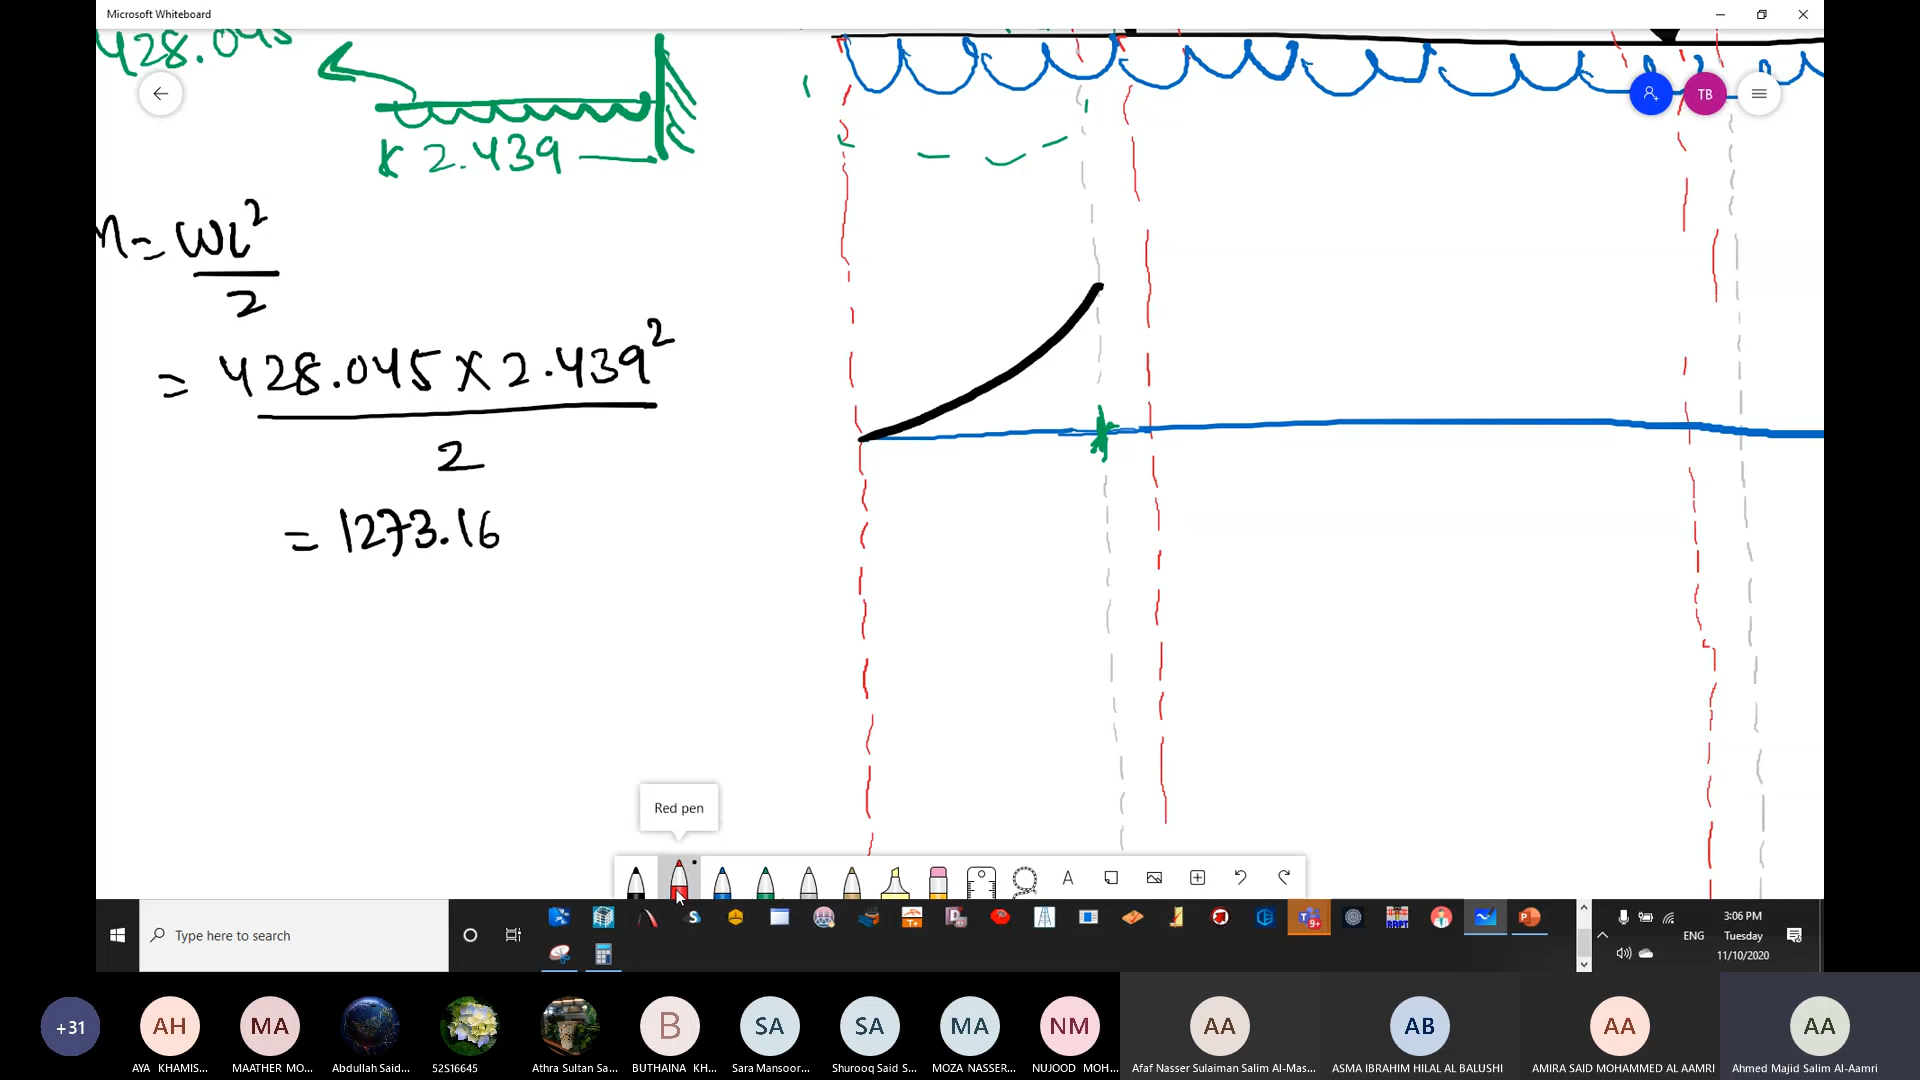 Microsoft Whiteboard
428.045
2.439
TB
M = WL²
2
= 428.045 X 2.439²
2
= 1273.16
Red pen
A
Type here to search
ENG
3:06 PM
Tuesday
11/10/2020
+31
AH
MA
B
SA
SA
MA
NM
AA
AB
AA
AA
AYA KHAMIS...
MAATHER MO...
Abdullah Said...
52S16645
Athra Sultan Sa...
BUTHAINA KH...
Sara Mansoor...
Shurooq Said S...
MOZA NASSER...
NUJOOD MOH...
Afaf Nasser Sulaiman Salim Al-Mas...
ASMA IBRAHIM HILAL AL BALUSHI
AMIRA SAID MOHAMMED AL AAMRI
Ahmed Majid Salim Al-Aamri